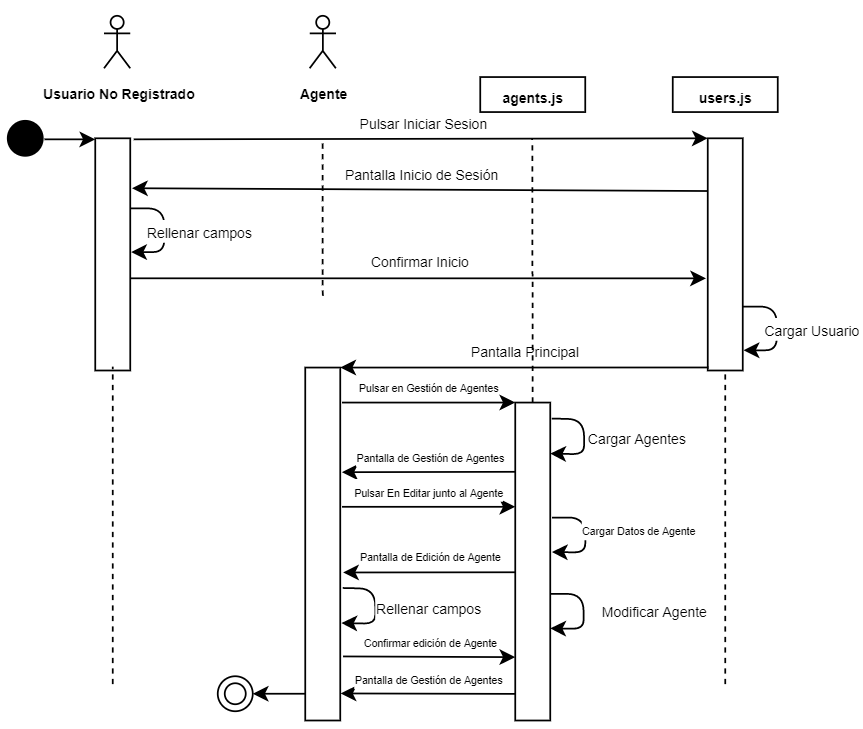 Usuario No Registrado
Agente
agents.js
users.js
Pulsar Iniciar Sesion
Pantalla Inicio de Sesión
Rellenar campos
Confirmar Inicio
Cargar Usuario
Pantalla Principal
Pulsar en Gestión de Agentes
Cargar Agentes
Pantalla de Gestión de Agentes
Pulsar En Editar junto al Agente
Cargar Datos de Agente
Pantalla de Edición de Agente
Rellenar campos
Modificar Agente
Confirmar edición de Agente
Pantalla de Gestión de Agentes